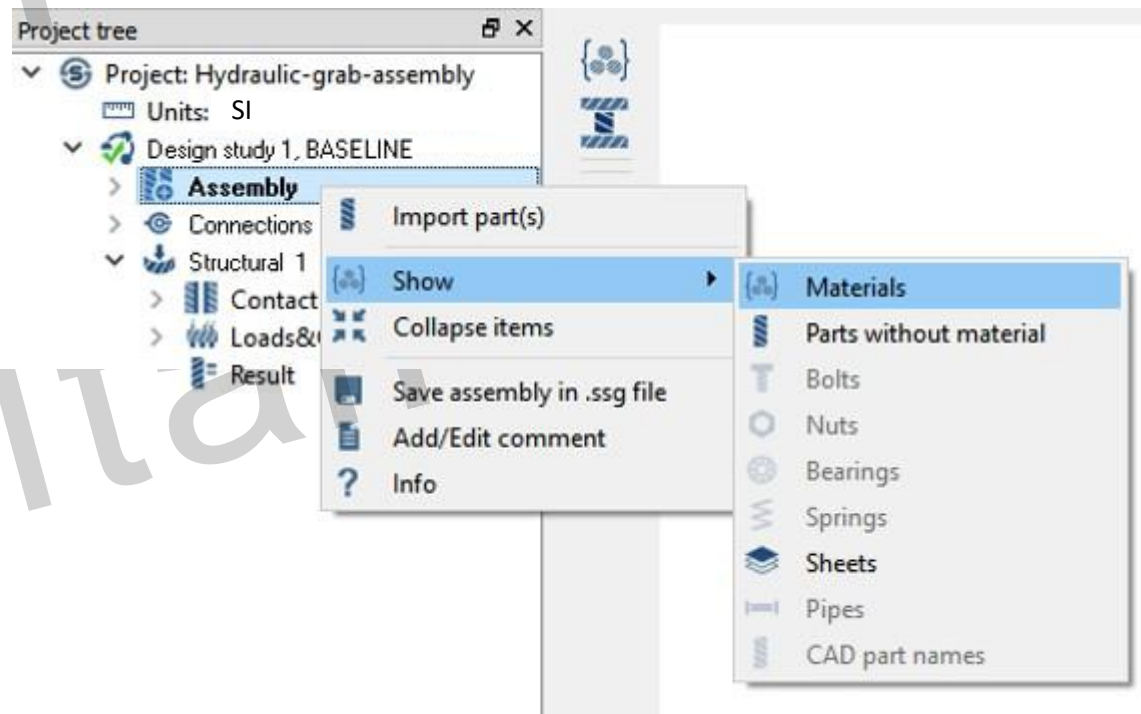 Project tree
Project: Hydraulic-grab-assembly
Units: SI
Design study 1, BASELINE
Assembly
Connections
Structural 1
Contact
Loads&
Result
Import part(s)
Show
Collapse items
Save assembly in .ssg file
Add/Edit comment
? Info
Materials
Parts without material
Bolts
Nuts
Bearings
Springs
Sheets
Pipes
CAD part names